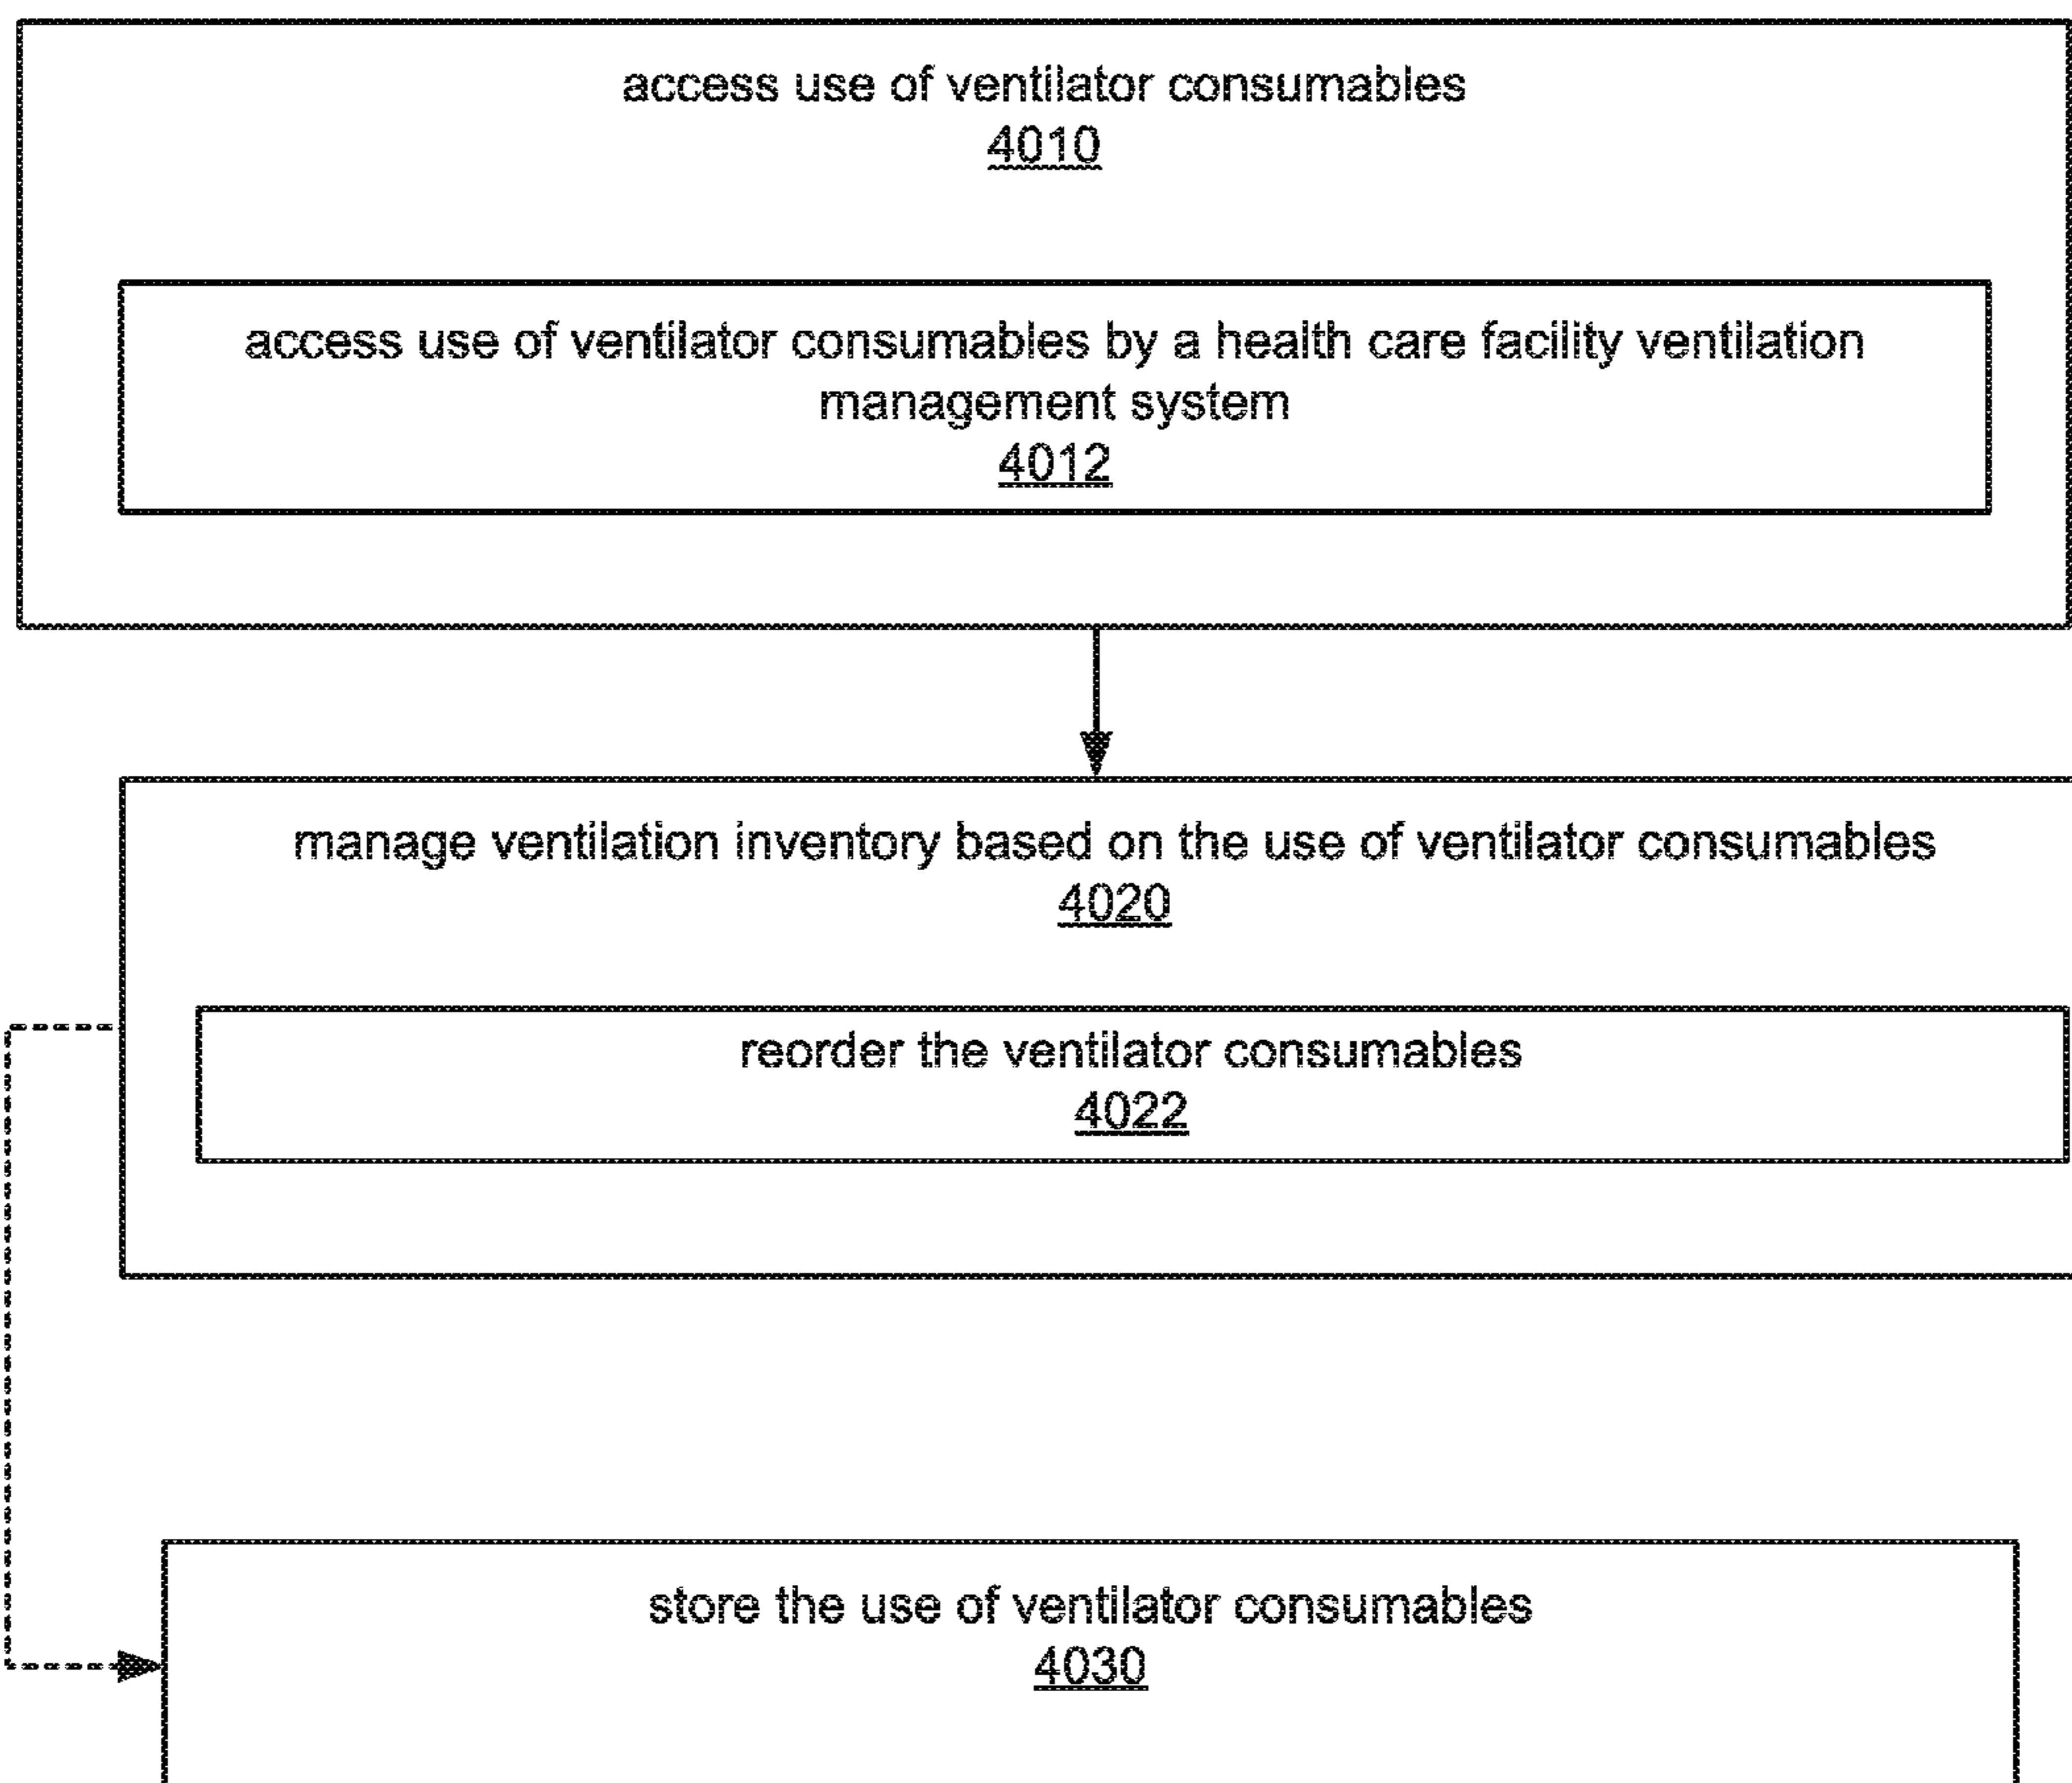 access use of ventilator consumables
4010
access use of ventilator consumables by a health care facility ventilation
management system
4012
manage ventilation inventory based on the use of ventilator consumables
4020
reorder the ventilator consumables
4022
store the use of ventilator consumables
4030